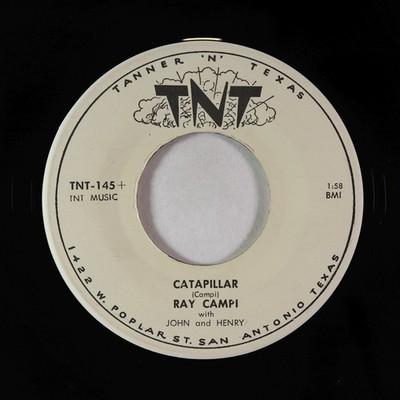 TANNER 'N' TEXAS
TNT
TNT-145+
TNT MUSIC
1:58
BMI
CATAPILLAR
(Campi)
RAY CAMPI
with
JOHN and HENRY
1422 W. POPLAR ST. SAN ANTONIO TEXAS